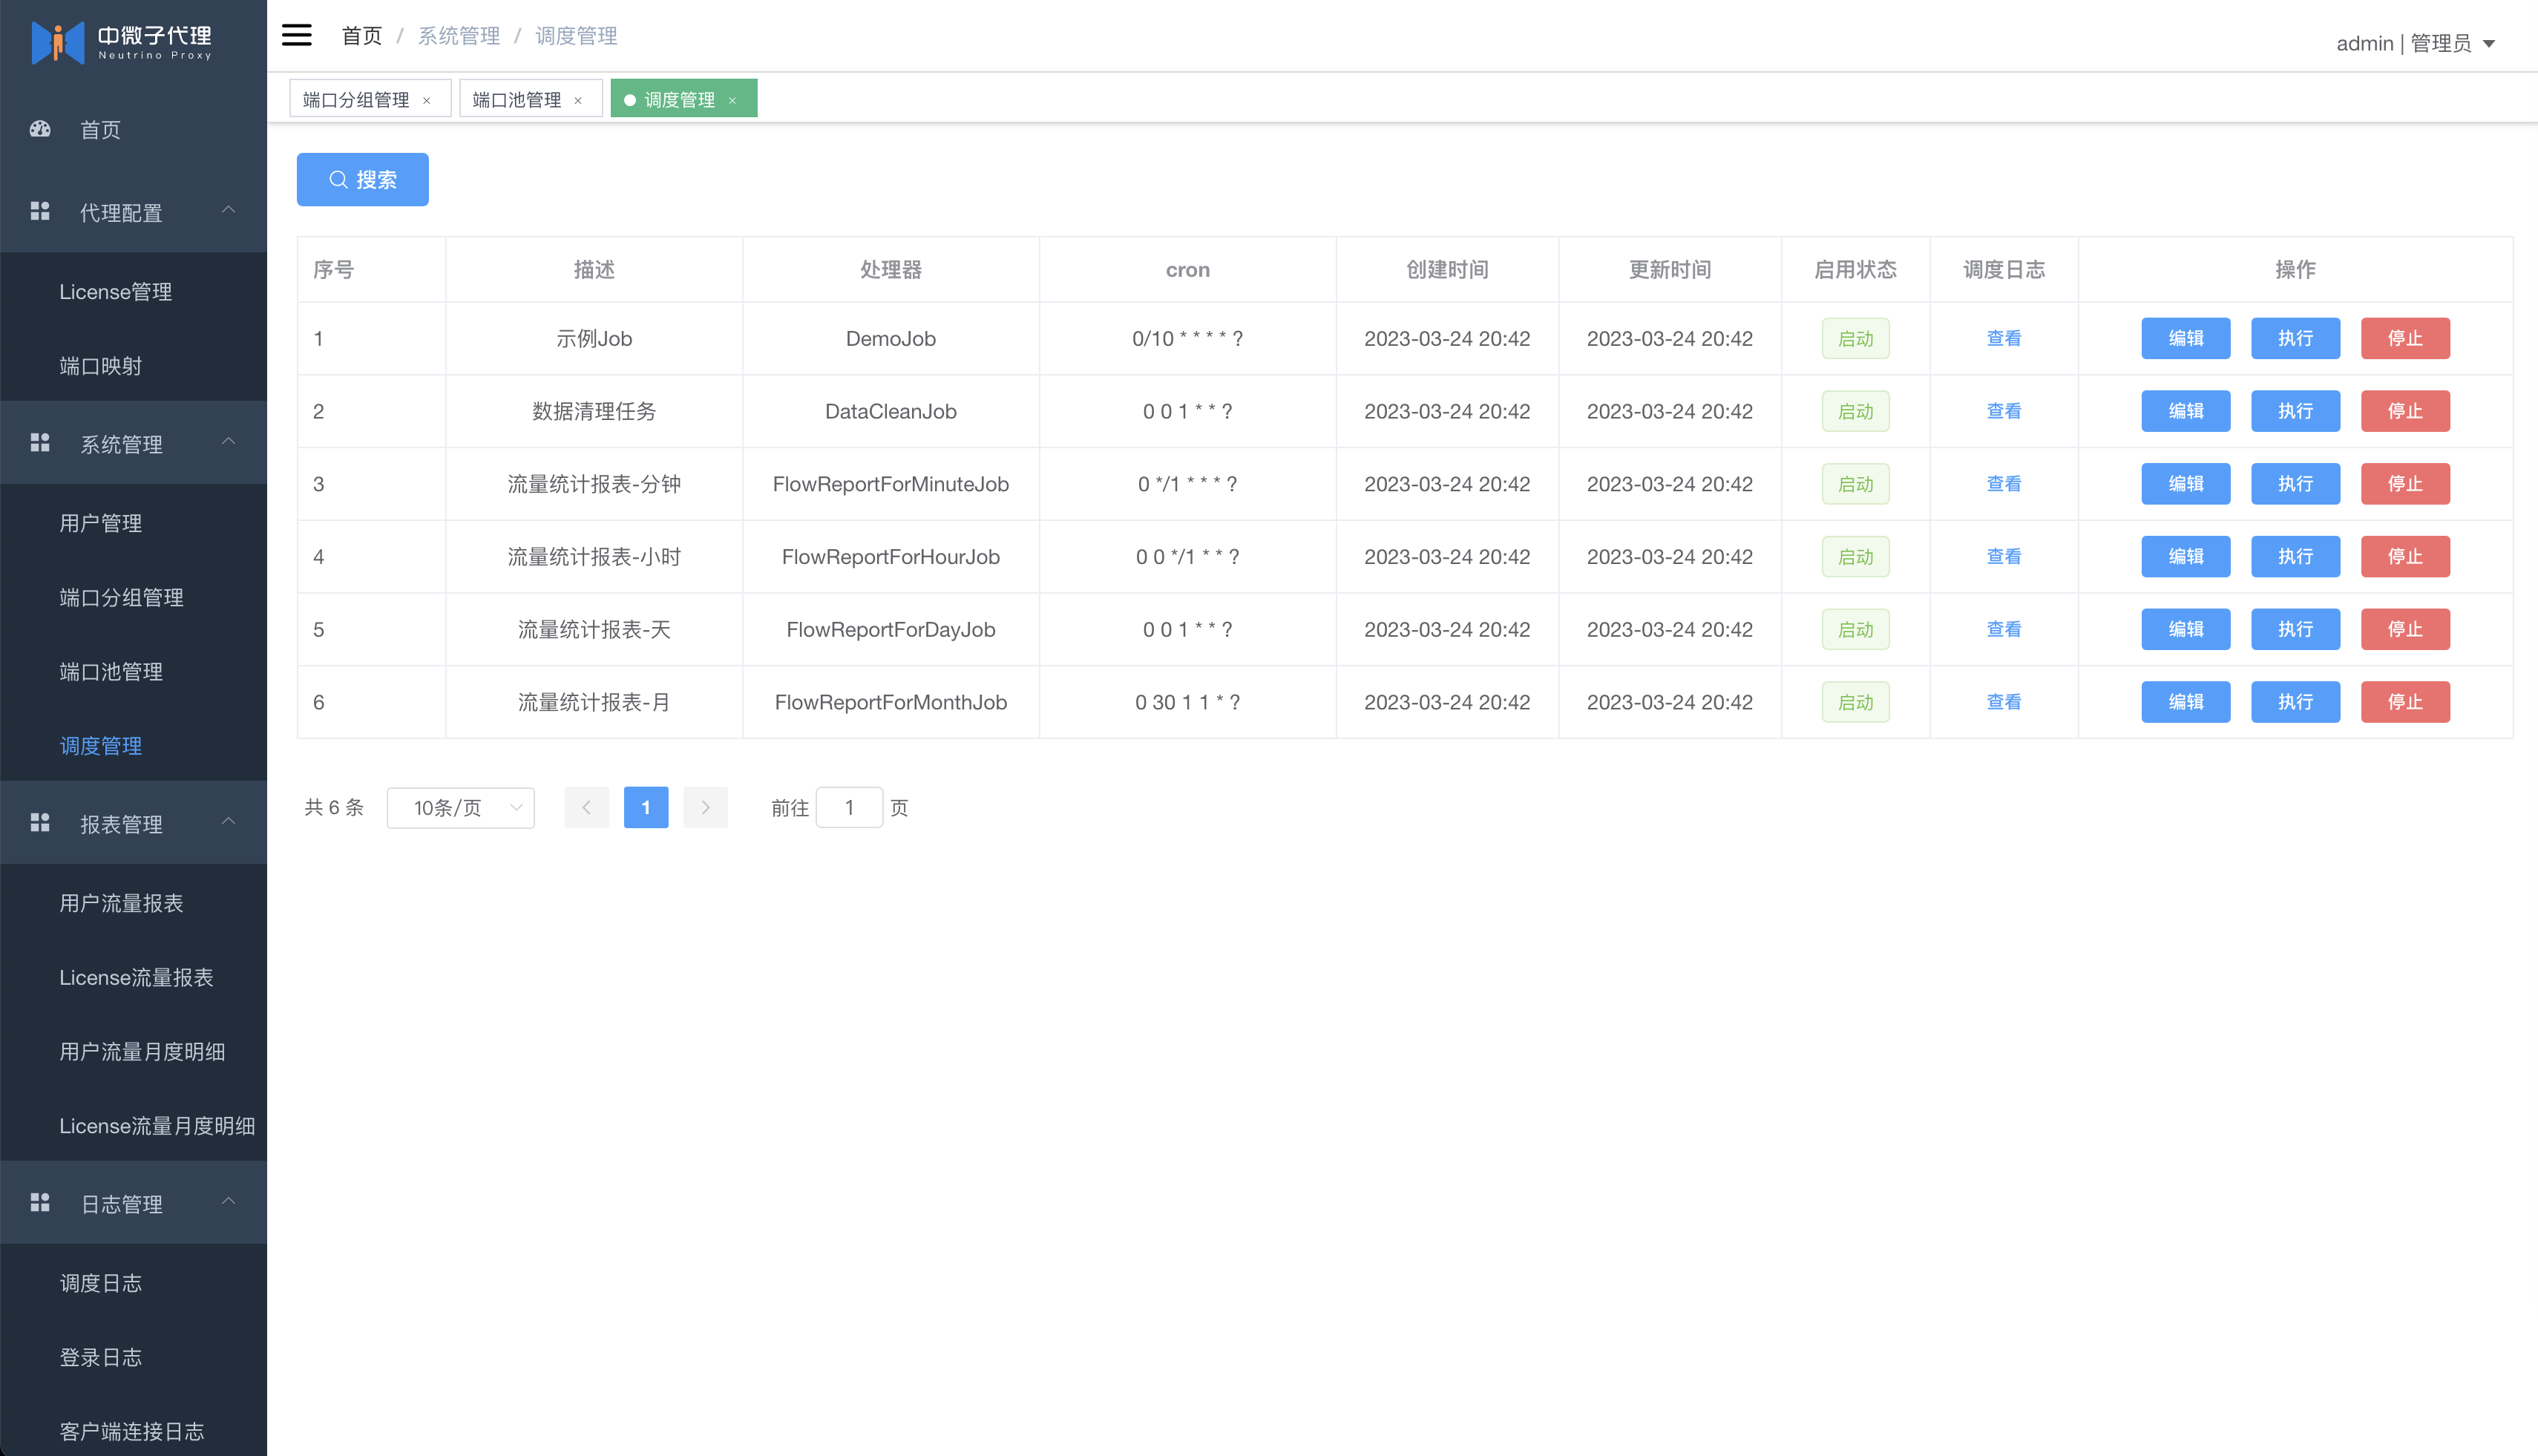 中微子代理
Neutrino Proxy
首页
代理配置
License管理
端口映射
系统管理
用户管理
端口分组管理
端口池管理
调度管理
报表管理
用户流量报表
License流量报表
用户流量月度明细
License流量月度明细
日志管理
调度日志
登录日志
客户端连接日志
首页 / 系统管理 / 调度管理
admin | 管理员
端口分组管理 × 端口池管理 × 调度管理 ×
搜索
序号 描述 处理器 cron 创建时间 更新时间 启用状态 调度日志 操作
1 示例Job DemoJob 0/10 * * * * ? 2023-03-24 20:42 2023-03-24 20:42 启动 查看 编辑 执行 停止
2 数据清理任务 DataCleanJob 0 0 1 * * ? 2023-03-24 20:42 2023-03-24 20:42 启动 查看 编辑 执行 停止
3 流量统计报表-分钟 FlowReportForMinuteJob 0 */1 * * * ? 2023-03-24 20:42 2023-03-24 20:42 启动 查看 编辑 执行 停止
4 流量统计报表-小时 FlowReportForHourJob 0 0 */1 * * ? 2023-03-24 20:42 2023-03-24 20:42 启动 查看 编辑 执行 停止
5 流量统计报表-天 FlowReportForDayJob 0 0 1 * * ? 2023-03-24 20:42 2023-03-24 20:42 启动 查看 编辑 执行 停止
6 流量统计报表-月 FlowReportForMonthJob 0 30 1 1 * ? 2023-03-24 20:42 2023-03-24 20:42 启动 查看 编辑 执行 停止
共 6 条 10条/页 1 前往 1 页